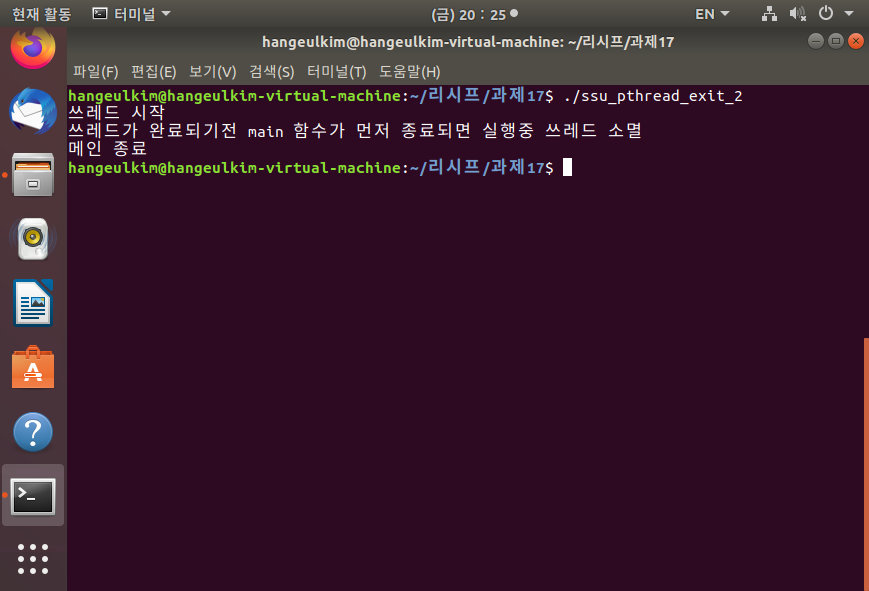 현재 활동 터미널 (금) 20 : 25 EN
hangeulkim@hangeulkim-virtual-machine: ~/리시프/과제17
파일(F) 편집(E) 보기(V) 검색(S) 터미널(T) 도움말(H)
hangeulkim@hangeulkim-virtual-machine:~/리시프/과제17$ ./ssu_pthread_exit_2
쓰레드 시작
쓰레드가 완료되기전 main 함수가 먼저 종료되면 실행중 쓰레드 소멸
메인 종료
hangeulkim@hangeulkim-virtual-machine:~/리시프/과제17$